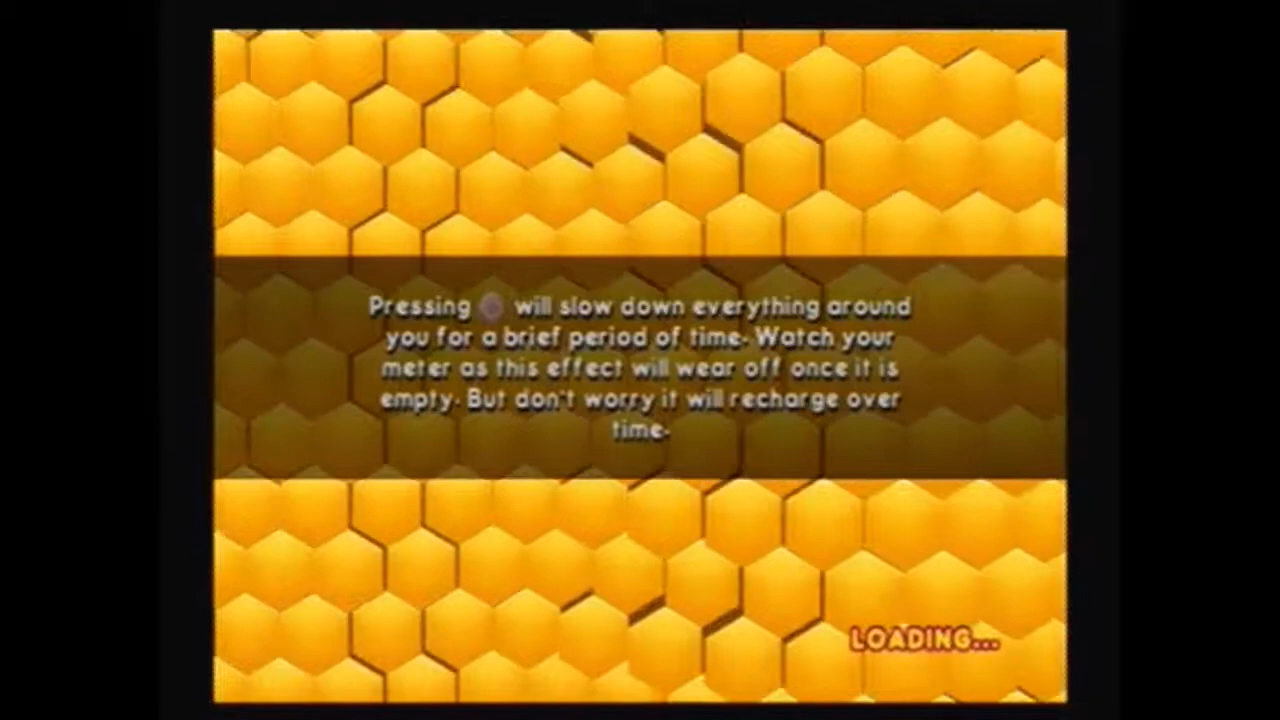 Pressing will slow down everything around
you for a brief period of time. Watch your
meter as this effect will wear off once it is
empty. But don't worry it will recharge over
time.
LOADING...